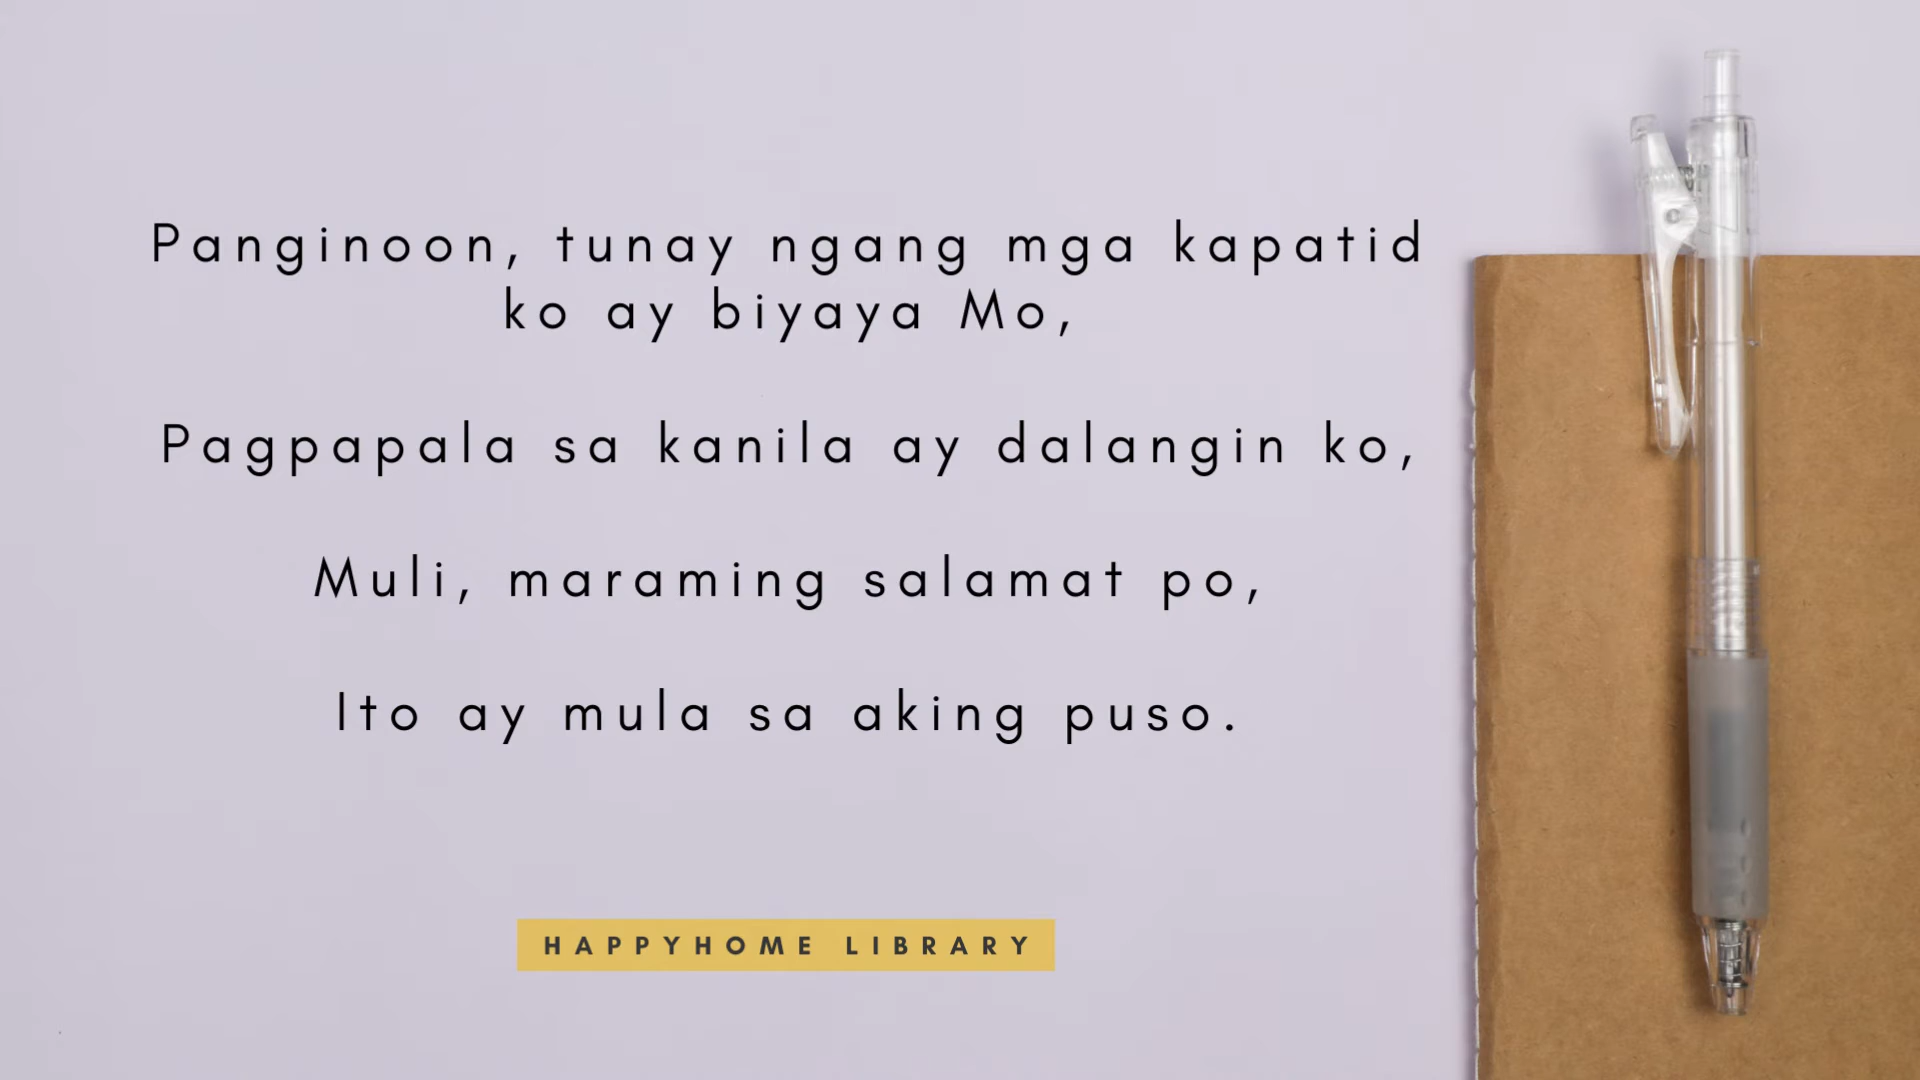 Panginoon, tunay ngang mga kapatid
ko ay biyaya Mo,
Pagpapala sa kanila ay dalangin ko,
Muli, maraming salamat po,
Ito ay mula sa aking puso.
HAPPYHOME LIBRARY